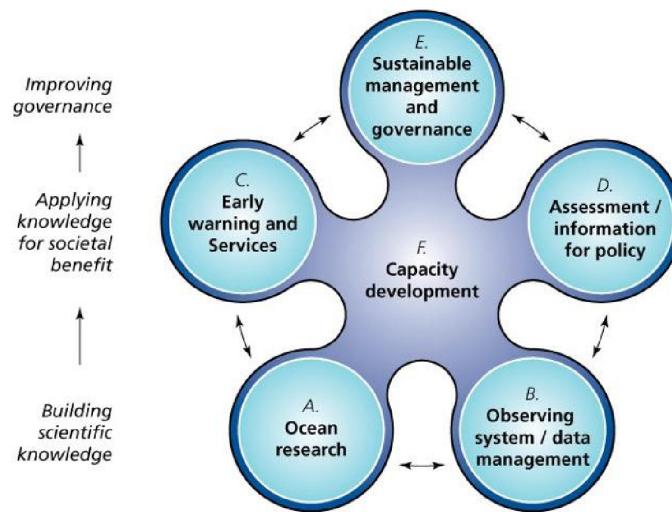 Improving
governance
Applying
knowledge
for societal
benefit
Building
scientific
knowledge
E.
Sustainable
management
and
governance
C.
Early
warning and
Services
D.
Assessment /
information
for policy
F.
Capacity
development
A.
Ocean
research
B.
Observing
system / data
management